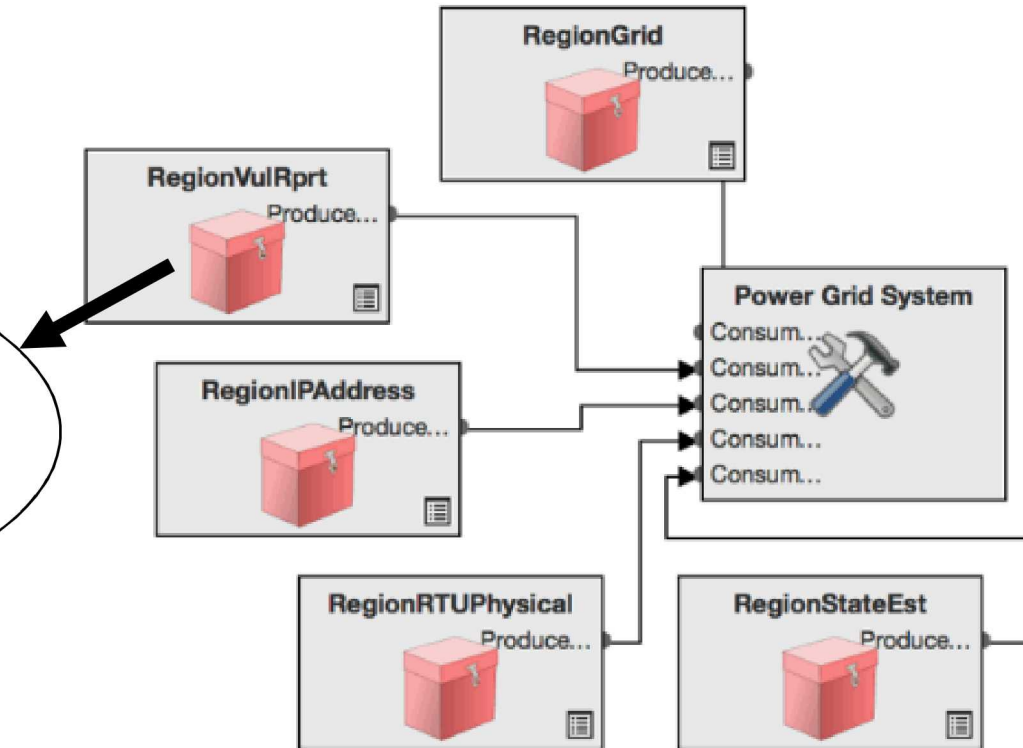 RegionGrid
Produce...
RegionVulRprt
Produce...
Power Grid System
Consum...
Consum...
Consum...
Consum...
Consum...
RegionIPAddress
Produce...
RegionRTUPhysical
Produce...
RegionStateEst
Produce...